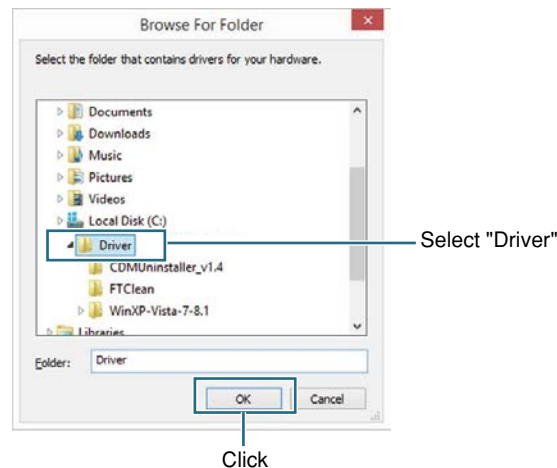 Browse For Folder
Select the folder that contains drivers for your hardware.
Documents
Downloads
Music
Pictures
Videos
Local Disk (C:)
Driver
Select "Driver"
CDMUninstaller_v1.4
FTClean
WinXP-Vista-7-8.1
Libraries
Folder: Driver
OK Cancel
Click